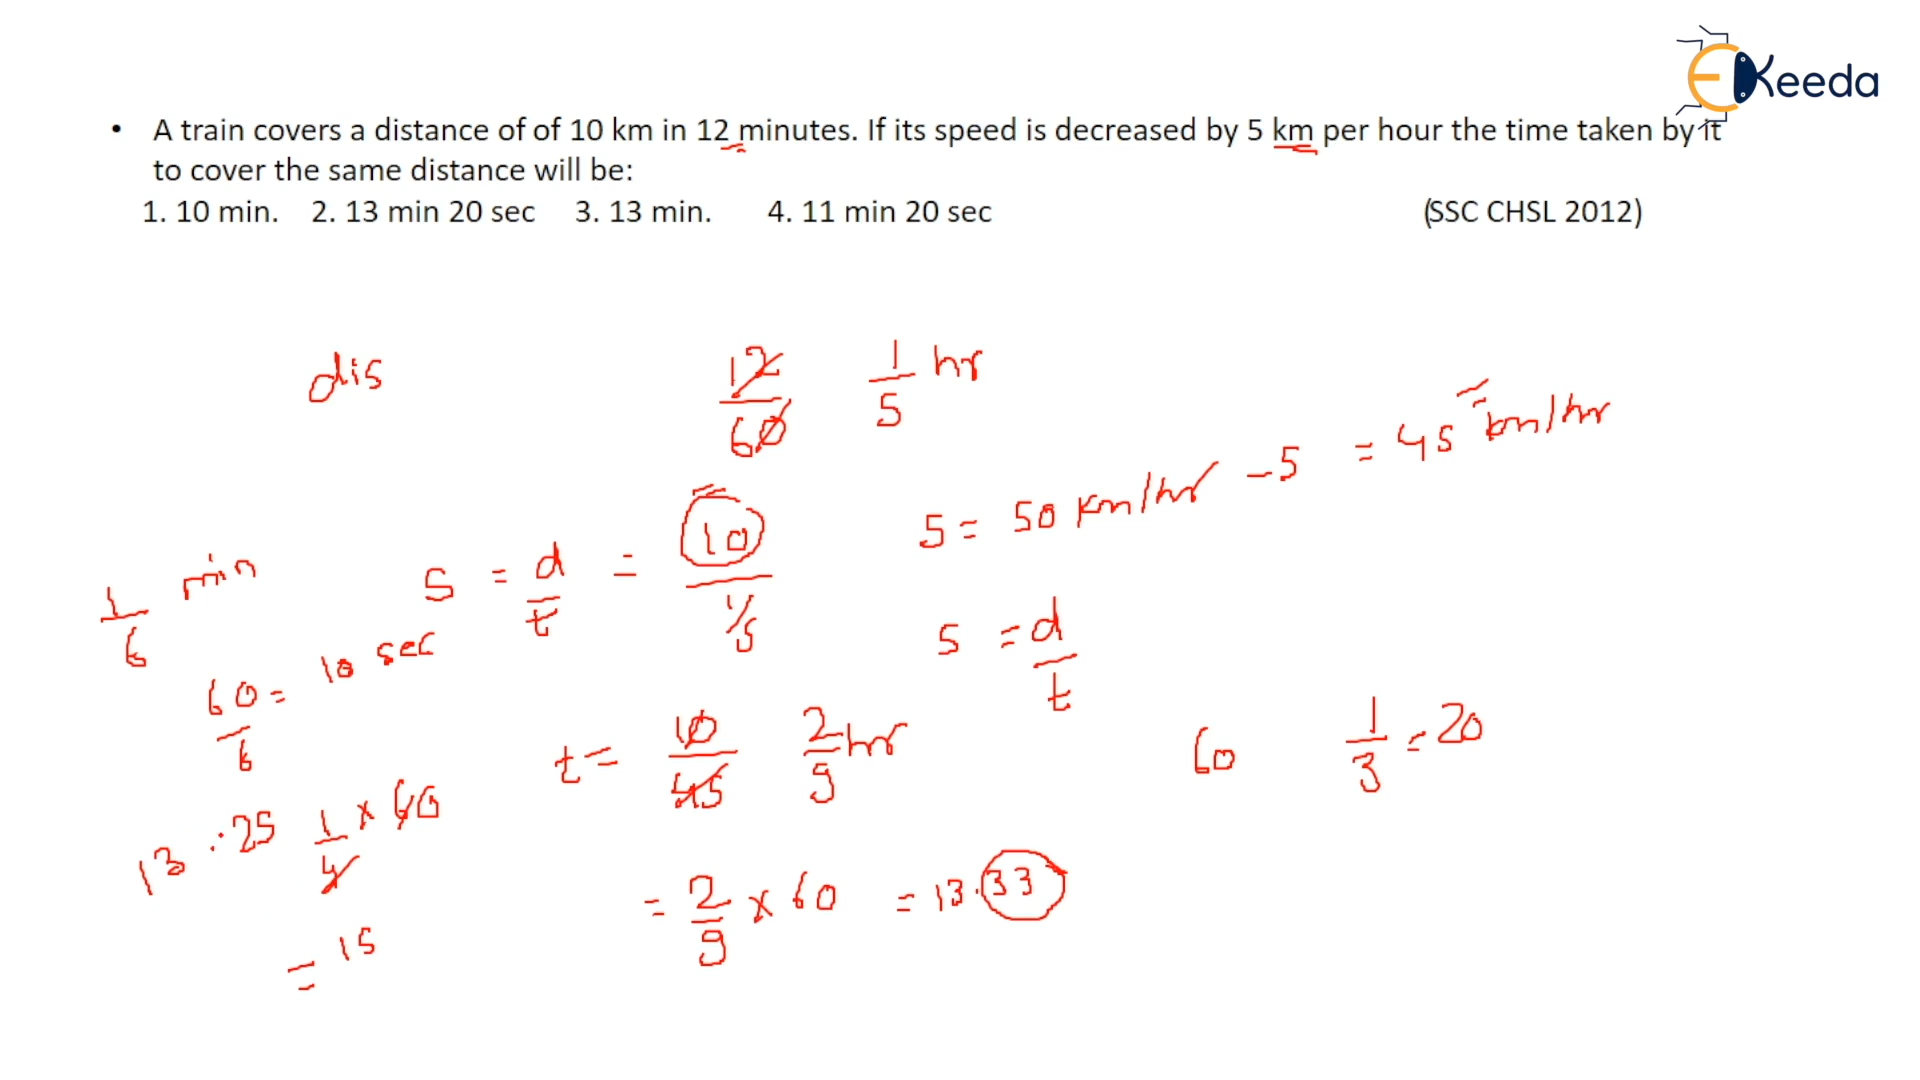 EKeeda
• A train covers a distance of of 10 km in 12 minutes. If its speed is decreased by 5 km per hour the time taken by it
to cover the same distance will be:
1. 10 min. 2. 13 min 20 sec 3. 13 min. 4. 11 min 20 sec (SSC CHSL 2012)
dis
12/60 1/5 hr
S = d/t = 10/(1/5)
S = 50 km/hr - 5 = 45 km/hr
S = d/t
1/6 min
60/6 = 10 sec
t = 10/45 2/9 hr
60 1/3 = 20
13 .25 1/4 x 60
= 15
= 2/9 x 60 = 13.33